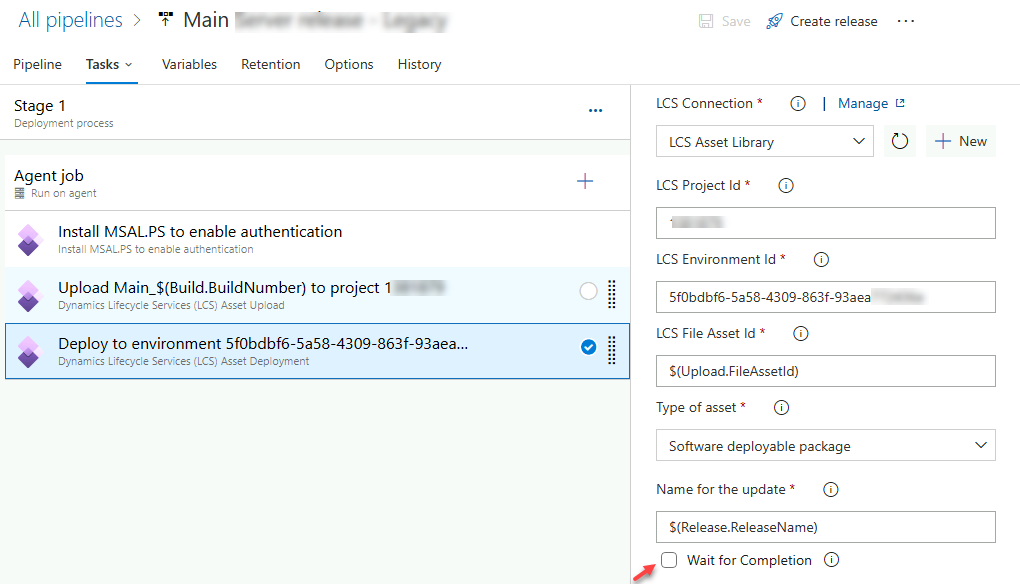 All pipelines > Main
Save
Create release
Pipeline
Tasks
Variables
Retention
Options
History
Stage 1
Deployment process
Agent job
Run on agent
Install MSAL.PS to enable authentication
Install MSAL.PS to enable authentication
Upload Main_$(Build.BuildNumber) to project 1
Dynamics Lifecycle Services (LCS) Asset Upload
Deploy to environment 5f0bdbf6-5a58-4309-863f-93aea...
Dynamics Lifecycle Services (LCS) Asset Deployment
LCS Connection *
| Manage
LCS Asset Library
New
LCS Project Id *
LCS Environment Id *
5f0bdbf6-5a58-4309-863f-93aea
LCS File Asset Id *
$(Upload.FileAssetId)
Type of asset *
Software deployable package
Name for the update *
$(Release.ReleaseName)
Wait for Completion